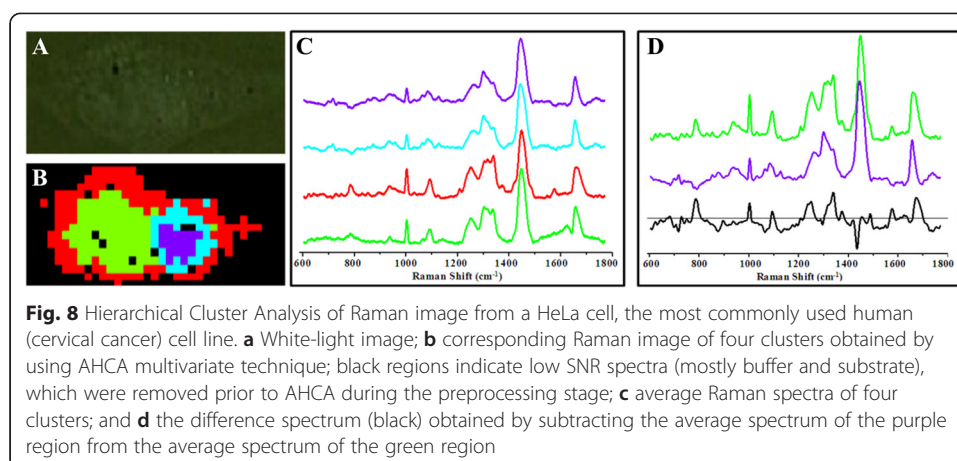 A
B
C
600 800 1000 1200 1400 1600 1800
Raman Shift (cm-1)
D
600 800 1000 1200 1400 1600 1800
Raman Shift (cm-1)
Fig. 8 Hierarchical Cluster Analysis of Raman image from a HeLa cell, the most commonly used human
(cervical cancer) cell line. a White-light image; b corresponding Raman image of four clusters obtained by
using AHCA multivariate technique; black regions indicate low SNR spectra (mostly buffer and substrate),
which were removed prior to AHCA during the preprocessing stage; c average Raman spectra of four
clusters; and d the difference spectrum (black) obtained by subtracting the average spectrum of the purple
region from the average spectrum of the green region